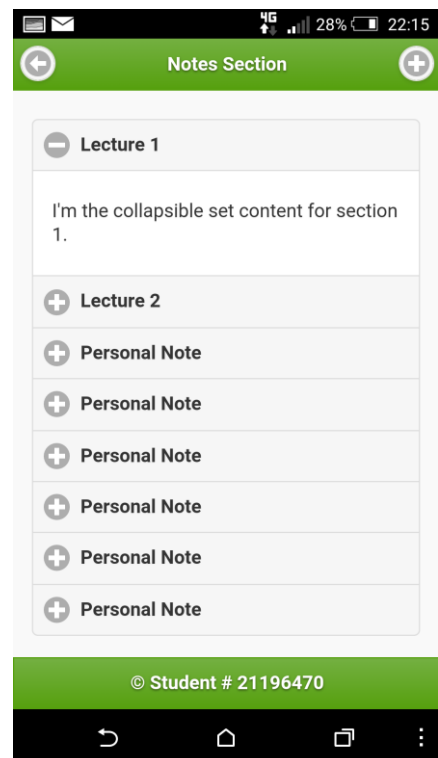 4G 28% 22:15
Notes Section
Lecture 1
I'm the collapsible set content for section
1.
Lecture 2
Personal Note
Personal Note
Personal Note
Personal Note
Personal Note
Personal Note
© Student # 21196470